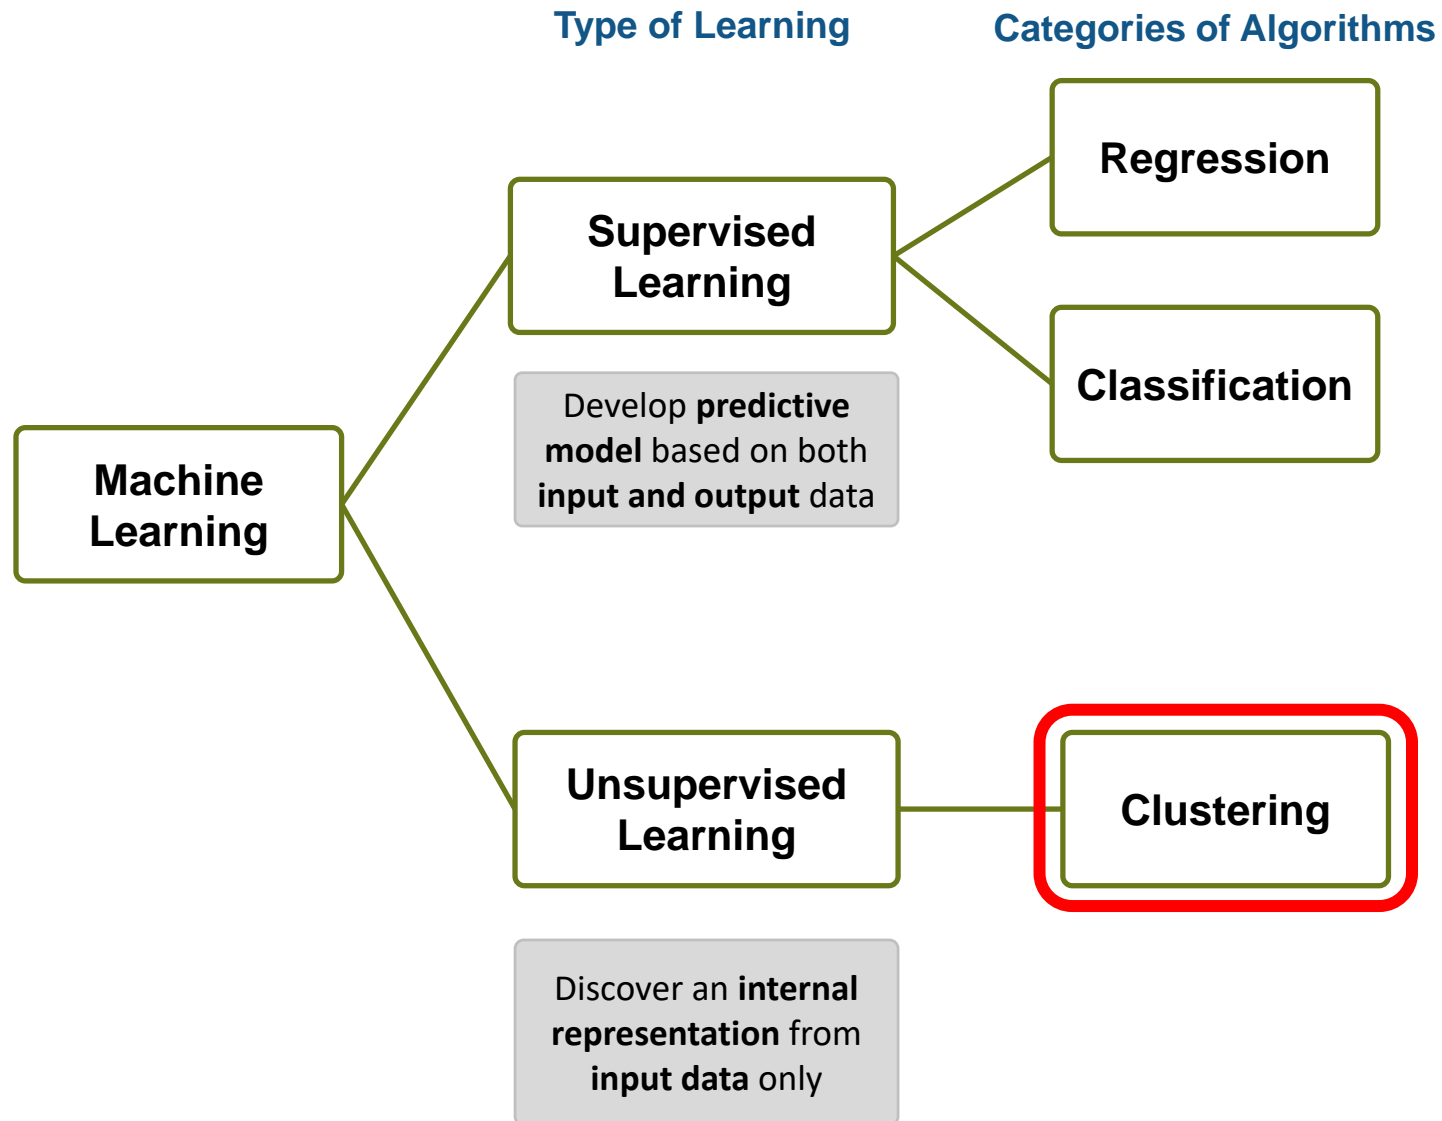 Type of Learning
Categories of Algorithms
Regression
Supervised
Learning
Classification
Develop predictive
model based on both
input and output data
Machine
Learning
Unsupervised
Learning
Clustering
Discover an internal
representation from
input data only